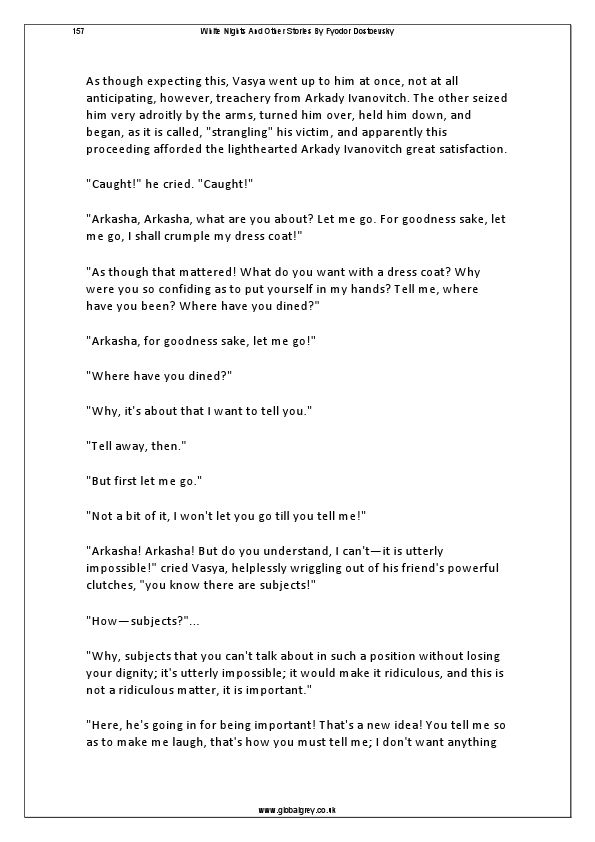 157 White Nights And Other Stories By Fyodor Dostoevsky
As though expecting this, Vasya went up to him at once, not at all
anticipating, however, treachery from Arkady Ivanovitch. The other seized
him very adroitly by the arms, turned him over, held him down, and
began, as it is called, "strangling" his victim, and apparently this
proceeding afforded the lighthearted Arkady Ivanovitch great satisfaction.
"Caught!" he cried. "Caught!"
"Arkasha, Arkasha, what are you about? Let me go. For goodness sake, let
me go, I shall crumple my dress coat!"
"As though that mattered! What do you want with a dress coat? Why
were you so confiding as to put yourself in my hands? Tell me, where
have you been? Where have you dined?"
"Arkasha, for goodness sake, let me go!"
"Where have you dined?"
"Why, it's about that I want to tell you."
"Tell away, then."
"But first let me go."
"Not a bit of it, I won't let you go till you tell me!"
"Arkasha! Arkasha! But do you understand, I can't—it is utterly
impossible!" cried Vasya, helplessly wriggling out of his friend's powerful
clutches, "you know there are subjects!"
"How—subjects?"...
"Why, subjects that you can't talk about in such a position without losing
your dignity; it's utterly impossible; it would make it ridiculous, and this is
not a ridiculous matter, it is important."
"Here, he's going in for being important! That's a new idea! You tell me so
as to make me laugh, that's how you must tell me; I don't want anything
www.globalgrey.co.uk